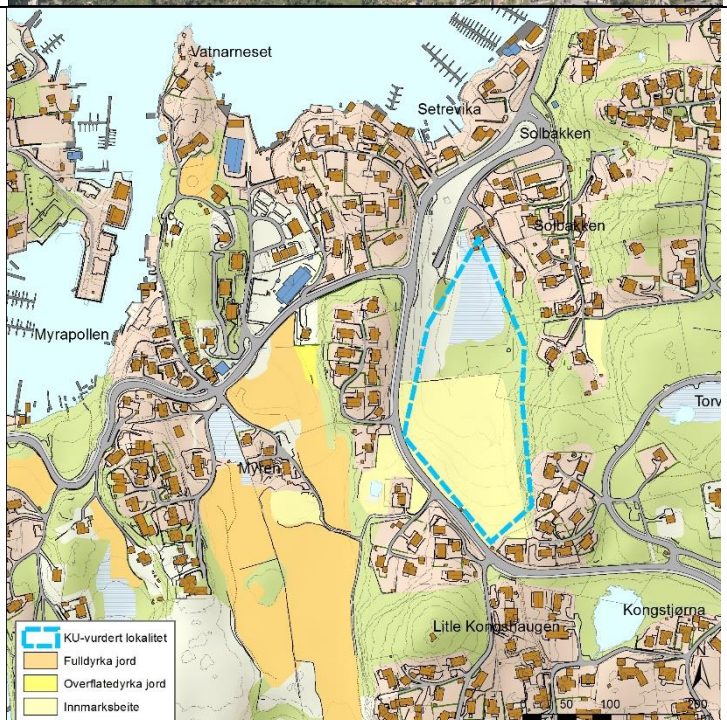 Vatnarneset
Setrevika
Solbakken
Solbakken
Myrapollen
Torv
Myren
Kongstjørna
Litle Kongshaugen
KU-vurdert lokalitet
Fulldyrka jord
Overflatedyrka jord
Innmarksbeite
N
50 100 200